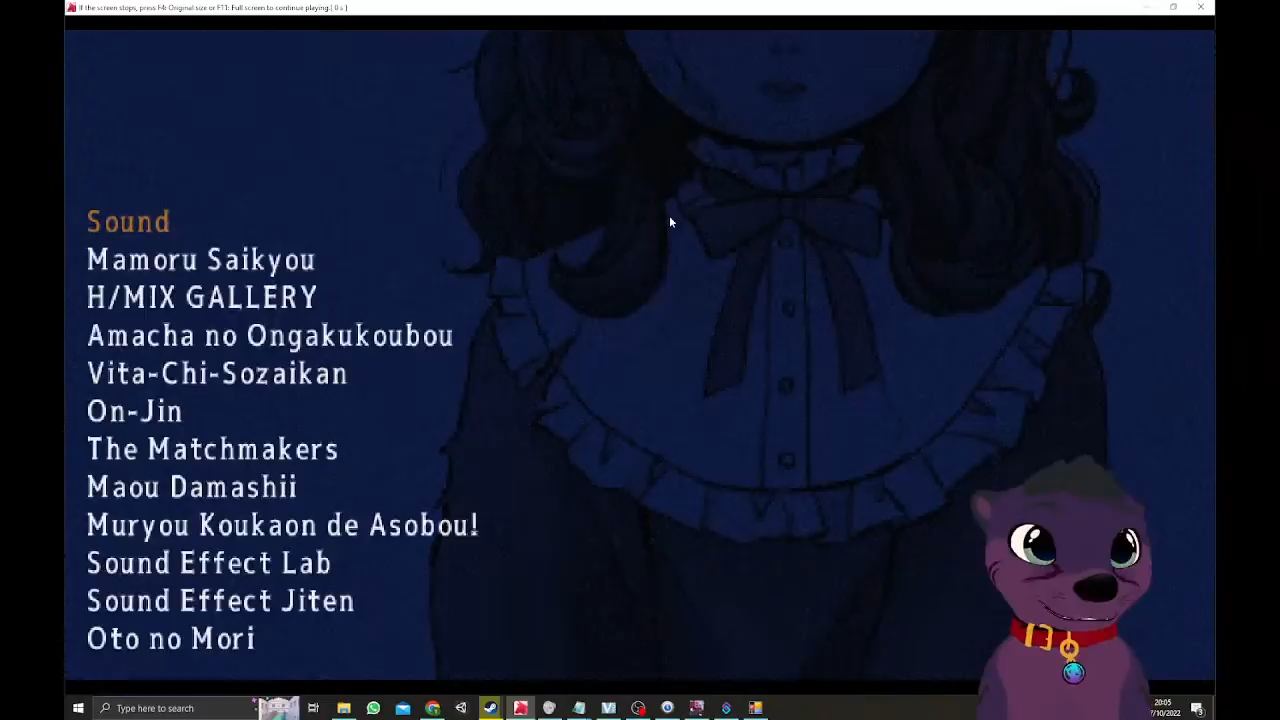 If the screen stops, press F4: Original size or F11: Full screen to continue playing.( 0 s )
Sound
Mamoru Saikyou
H/MIX GALLERY
Amacha no Ongakukoubou
Vita-Chi-Sozaikan
On-Jin
The Matchmakers
Maou Damashii
Muryou Koukaon de Asobou!
Sound Effect Lab
Sound Effect Jiten
Oto no Mori
Type here to search
20:05
7/10/2022